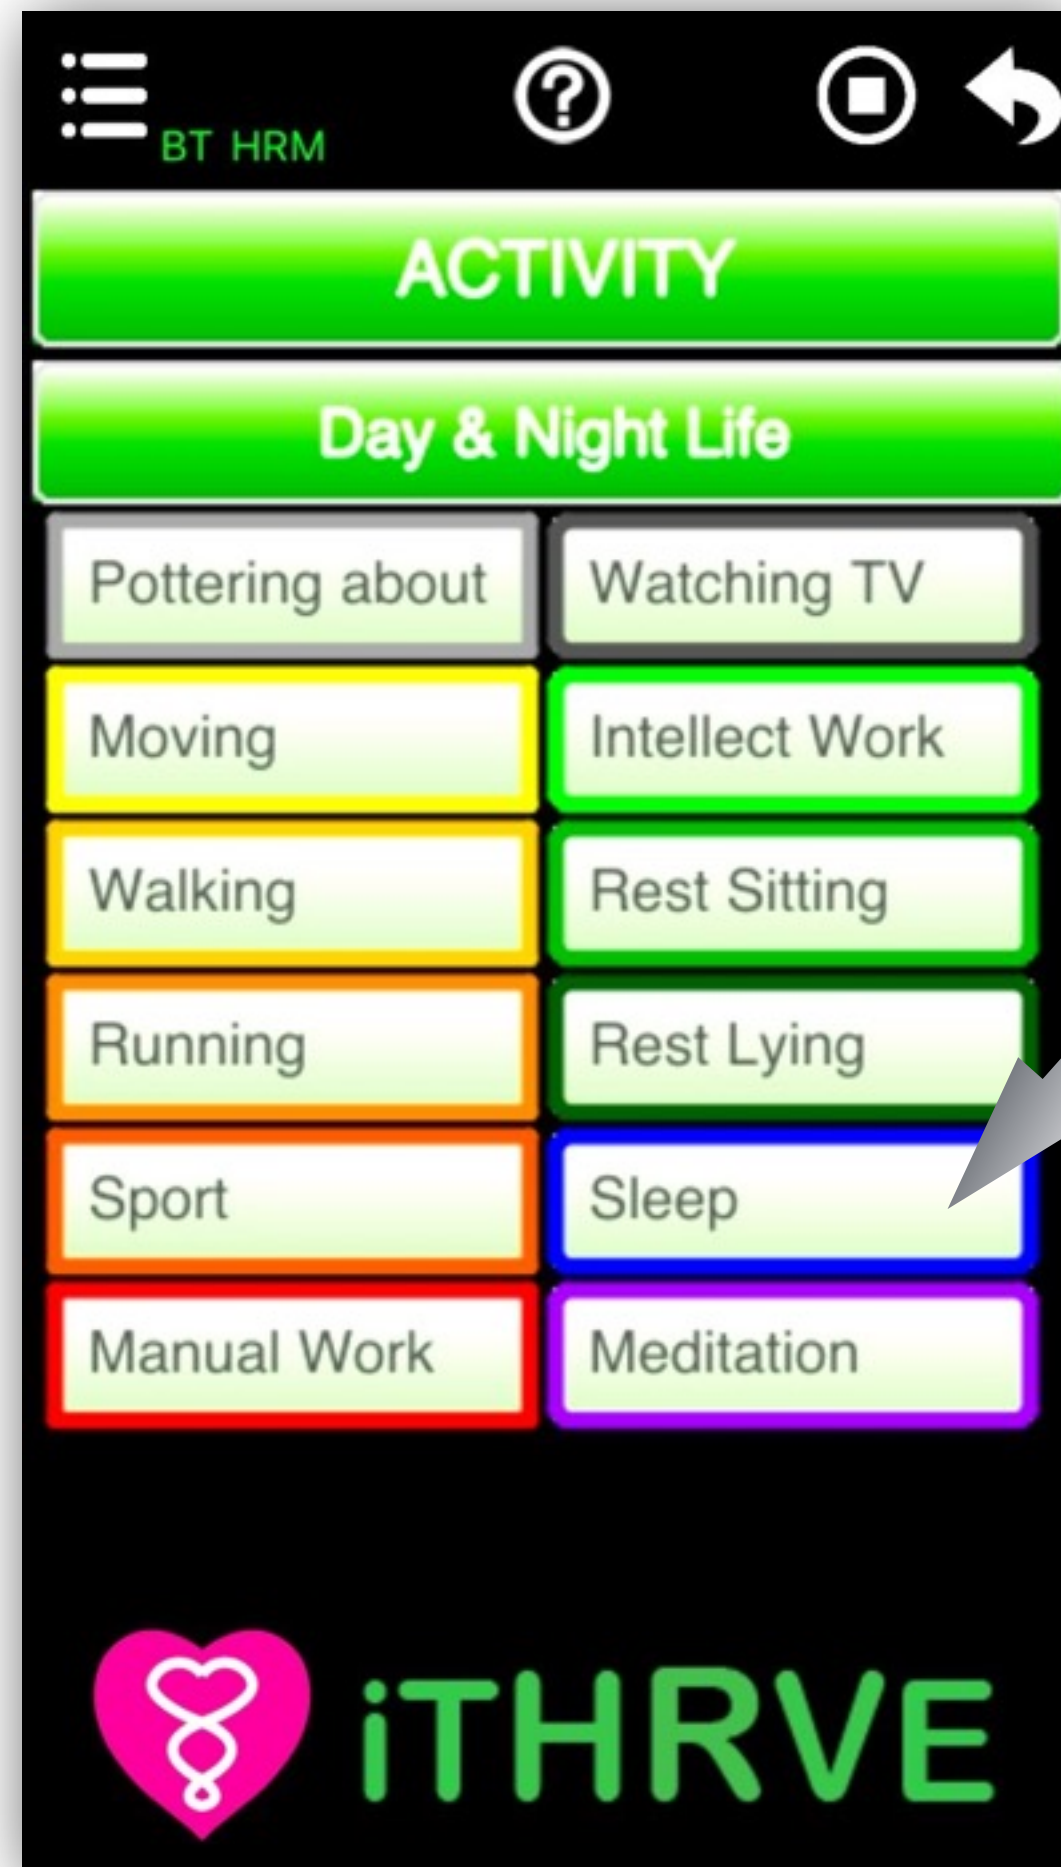 BT HRM
ACTIVITY
Day & Night Life
Pottering about
Watching TV
Moving
Intellect Work
Walking
Rest Sitting
Running
Rest Lying
Sport
Sleep
Manual Work
Meditation
iTHRVE